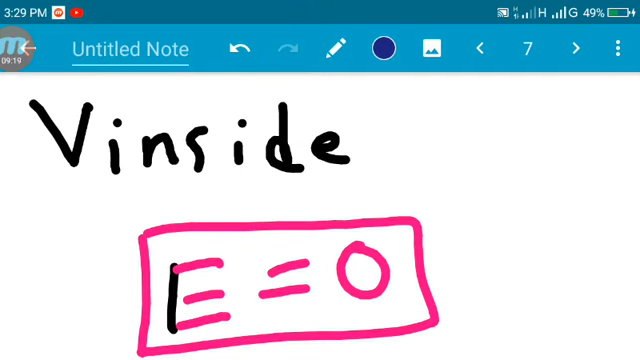 3:29 PM H H G 49%
09:19 Untitled Note 7
Vinside
E = 0